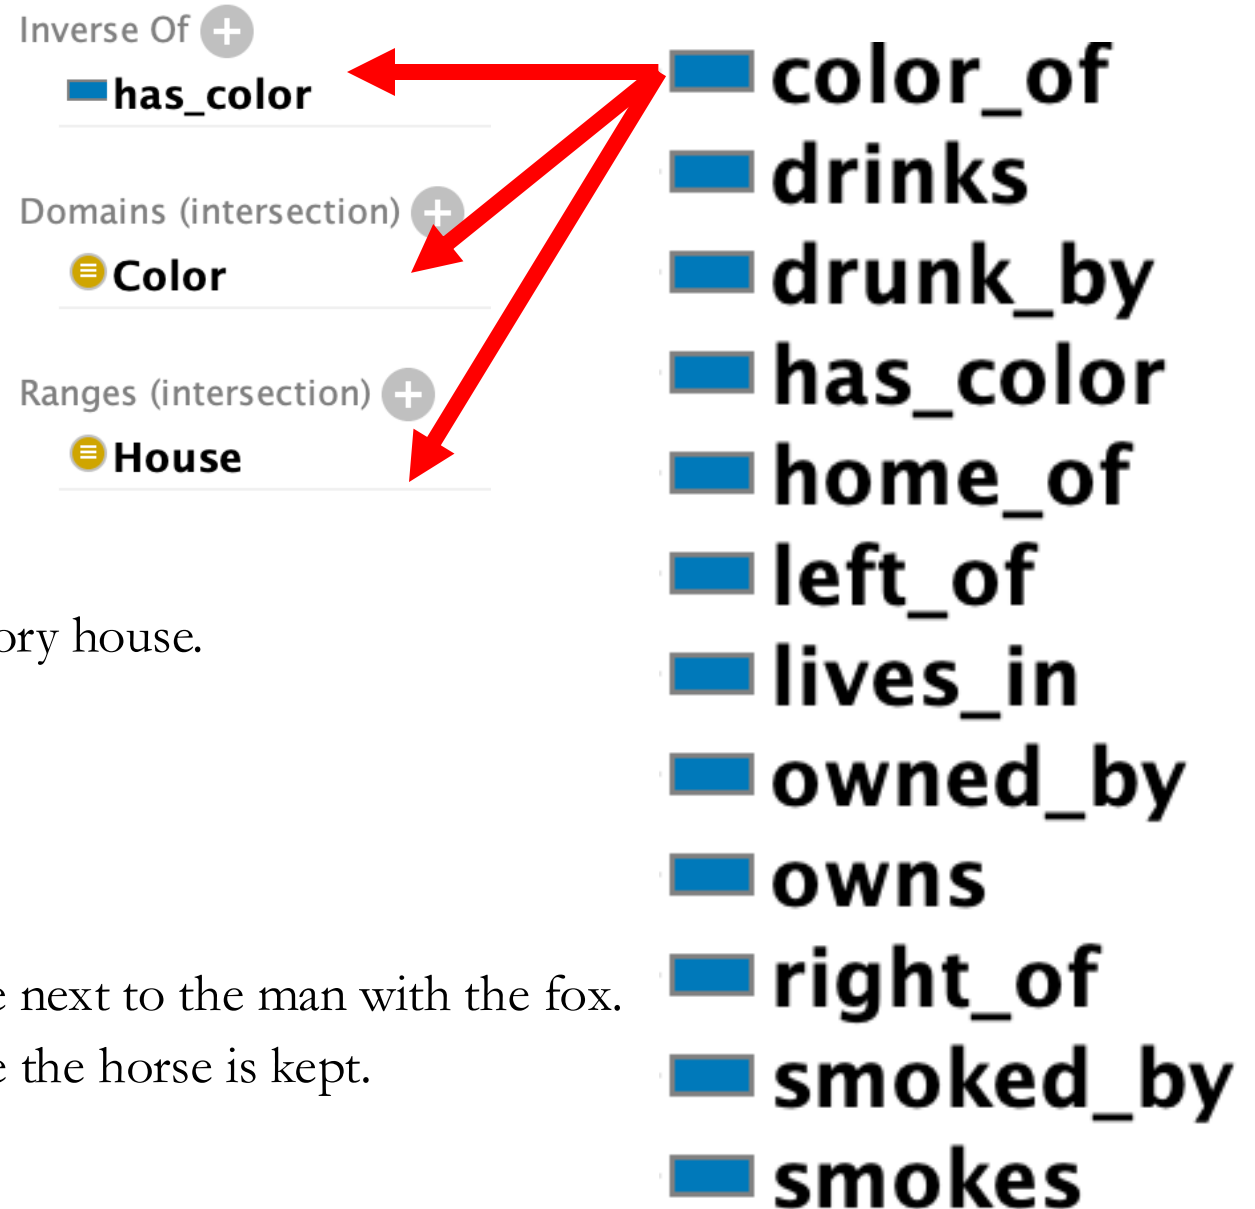 Inverse Of
has_color
Domains (intersection)
Color
Ranges (intersection)
House
ory house.
e next to the man with the fox.
e the horse is kept.
color_of
drinks
drunk_by
has_color
home_of
left_of
lives_in
owned_by
owns
right_of
smoked_by
smokes